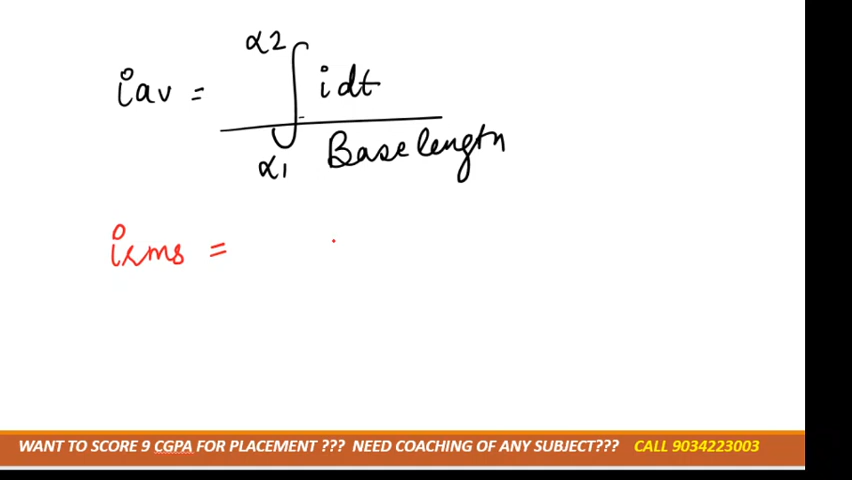 iav = ∫ α2 α1 i dt
Base length
irms =
WANT TO SCORE 9 CGPA FOR PLACEMENT ??? NEED COACHING OF ANY SUBJECT??? CALL 9034223003